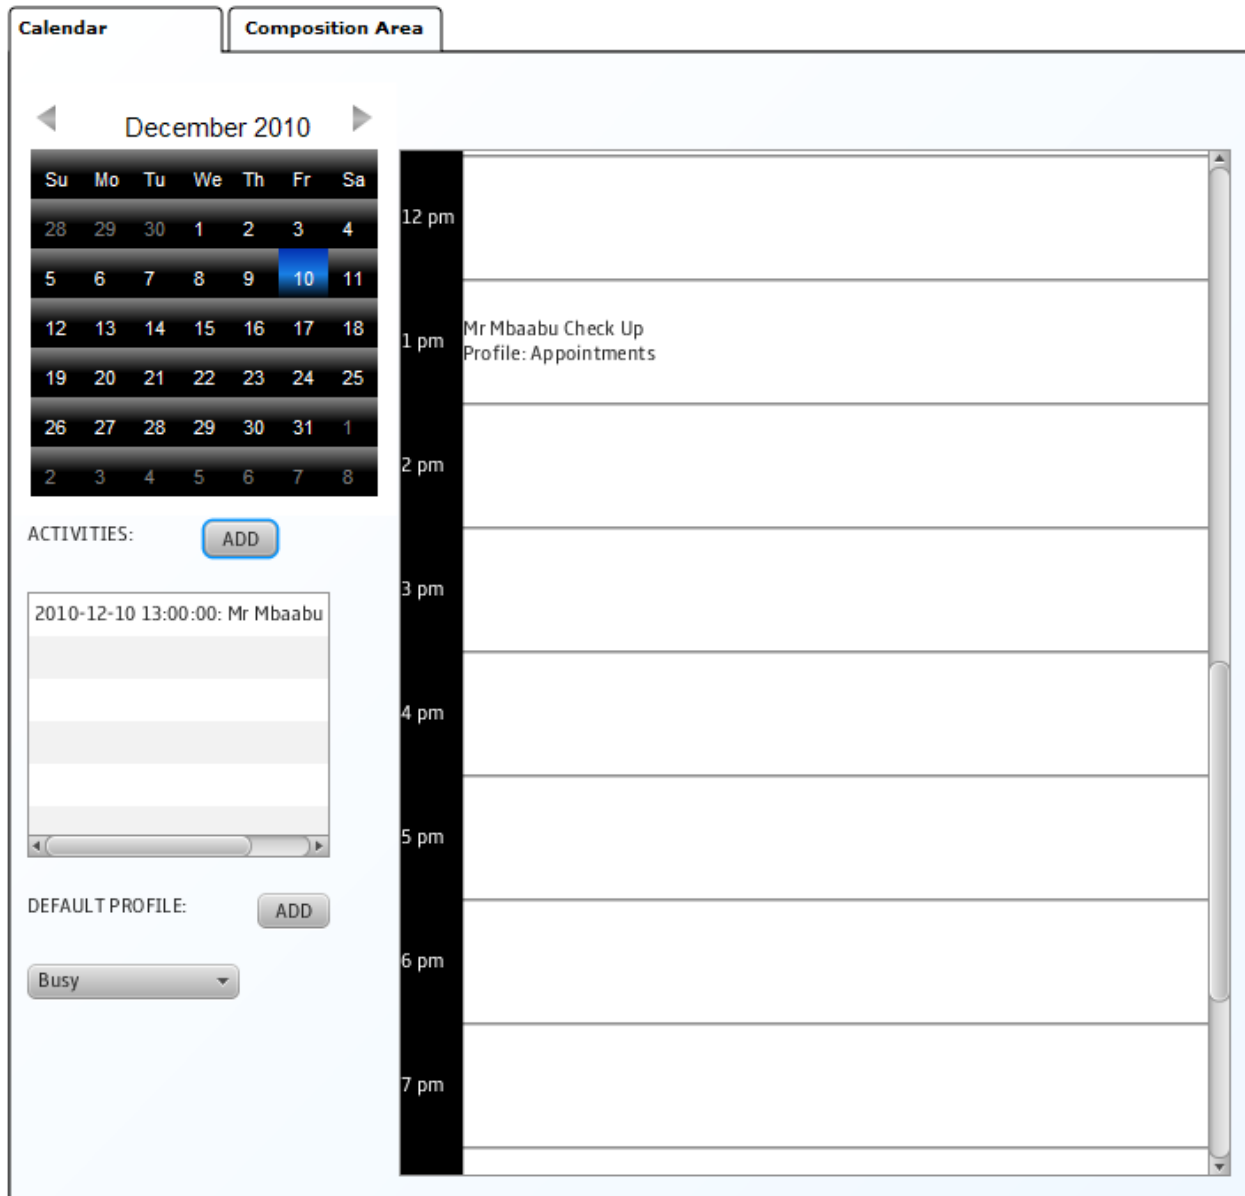 Calendar
Composition Area
December 2010
Su Mo Tu We Th Fr Sa
28 29 30 1 2 3 4
5 6 7 8 9 10 11
12 13 14 15 16 17 18
19 20 21 22 23 24 25
26 27 28 29 30 31 1
2 3 4 5 6 7 8
ACTIVITIES:
ADD
2010-12-10 13:00:00: Mr Mbaabu
DEFAULT PROFILE:
ADD
Busy
12 pm
1 pm
Mr Mbaabu Check Up
Profile: Appointments
2 pm
3 pm
4 pm
5 pm
6 pm
7 pm